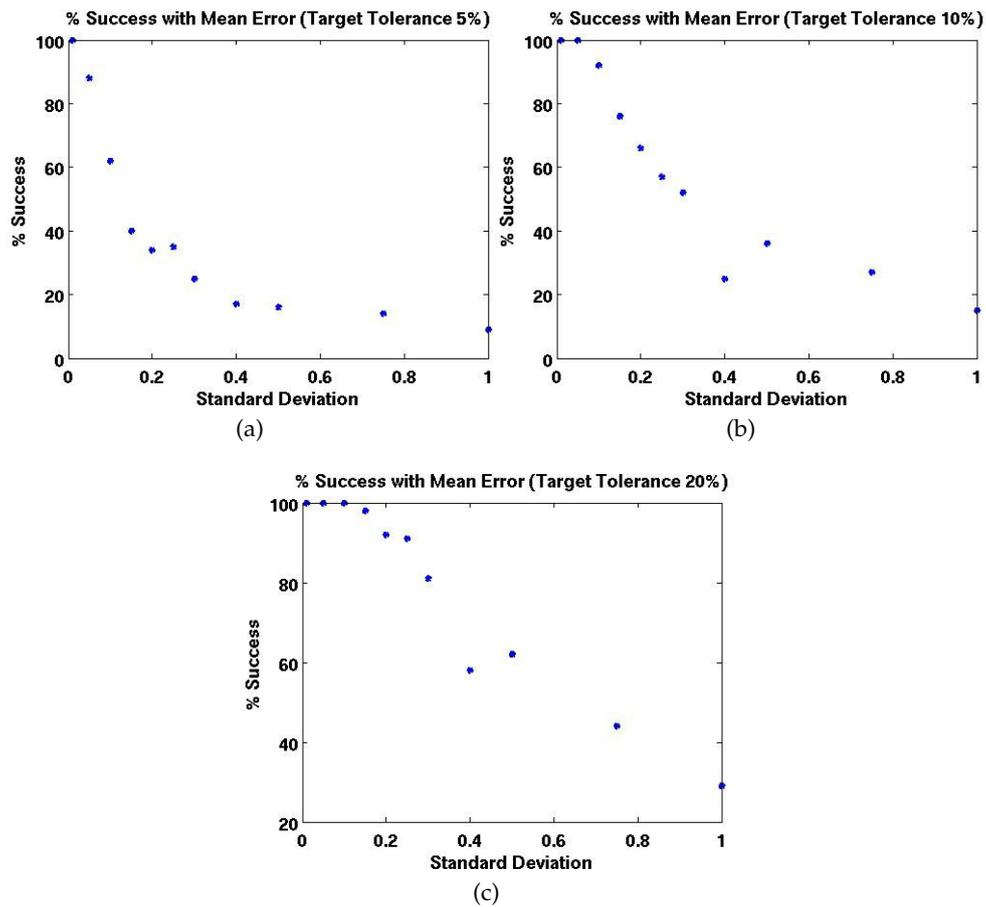 % Success with Mean Error (Target Tolerance 5%)
100
80
60
40
20
0
% Success
0 0.2 0.4 0.6 0.8 1
Standard Deviation
(a)
% Success with Mean Error (Target Tolerance 10%)
100
80
60
40
20
0
% Success
0 0.2 0.4 0.6 0.8 1
Standard Deviation
(b)
% Success with Mean Error (Target Tolerance 20%)
100
80
60
40
20
% Success
0 0.2 0.4 0.6 0.8 1
Standard Deviation
(c)